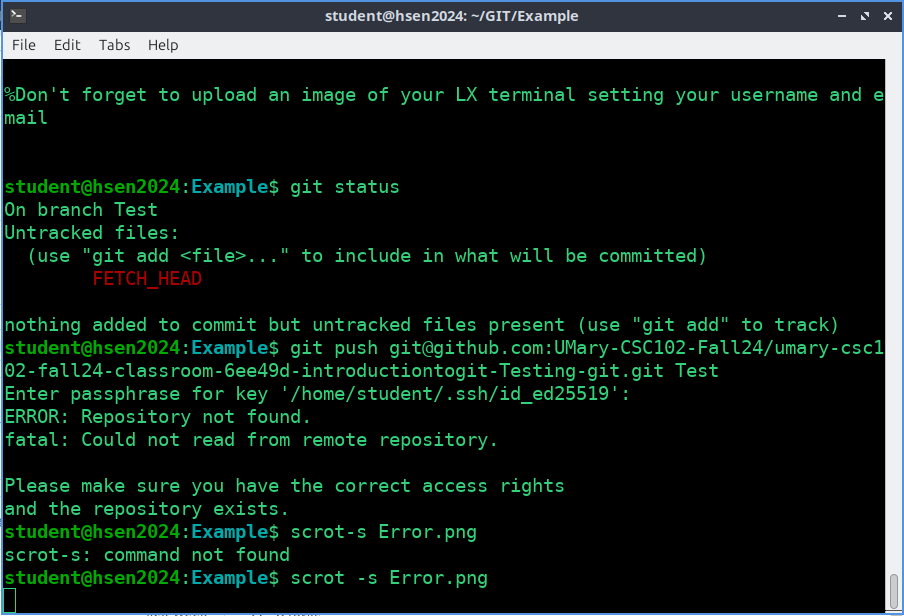 student@hsen2024: ~/GIT/Example
File Edit Tabs Help
%Don't forget to upload an image of your LX terminal setting your username and e
mail
student@hsen2024:Example$ git status
On branch Test
Untracked files:
  (use "git add <file>..." to include in what will be committed)
        FETCH_HEAD
nothing added to commit but untracked files present (use "git add" to track)
student@hsen2024:Example$ git push git@github.com:UMary-CSC102-Fall24/umary-csc1
02-fall24-classroom-6ee49d-introductiontogit-Testing-git.git Test
Enter passphrase for key '/home/student/.ssh/id_ed25519':
ERROR: Repository not found.
fatal: Could not read from remote repository.
Please make sure you have the correct access rights
and the repository exists.
student@hsen2024:Example$ scrot-s Error.png
scrot-s: command not found
student@hsen2024:Example$ scrot -s Error.png